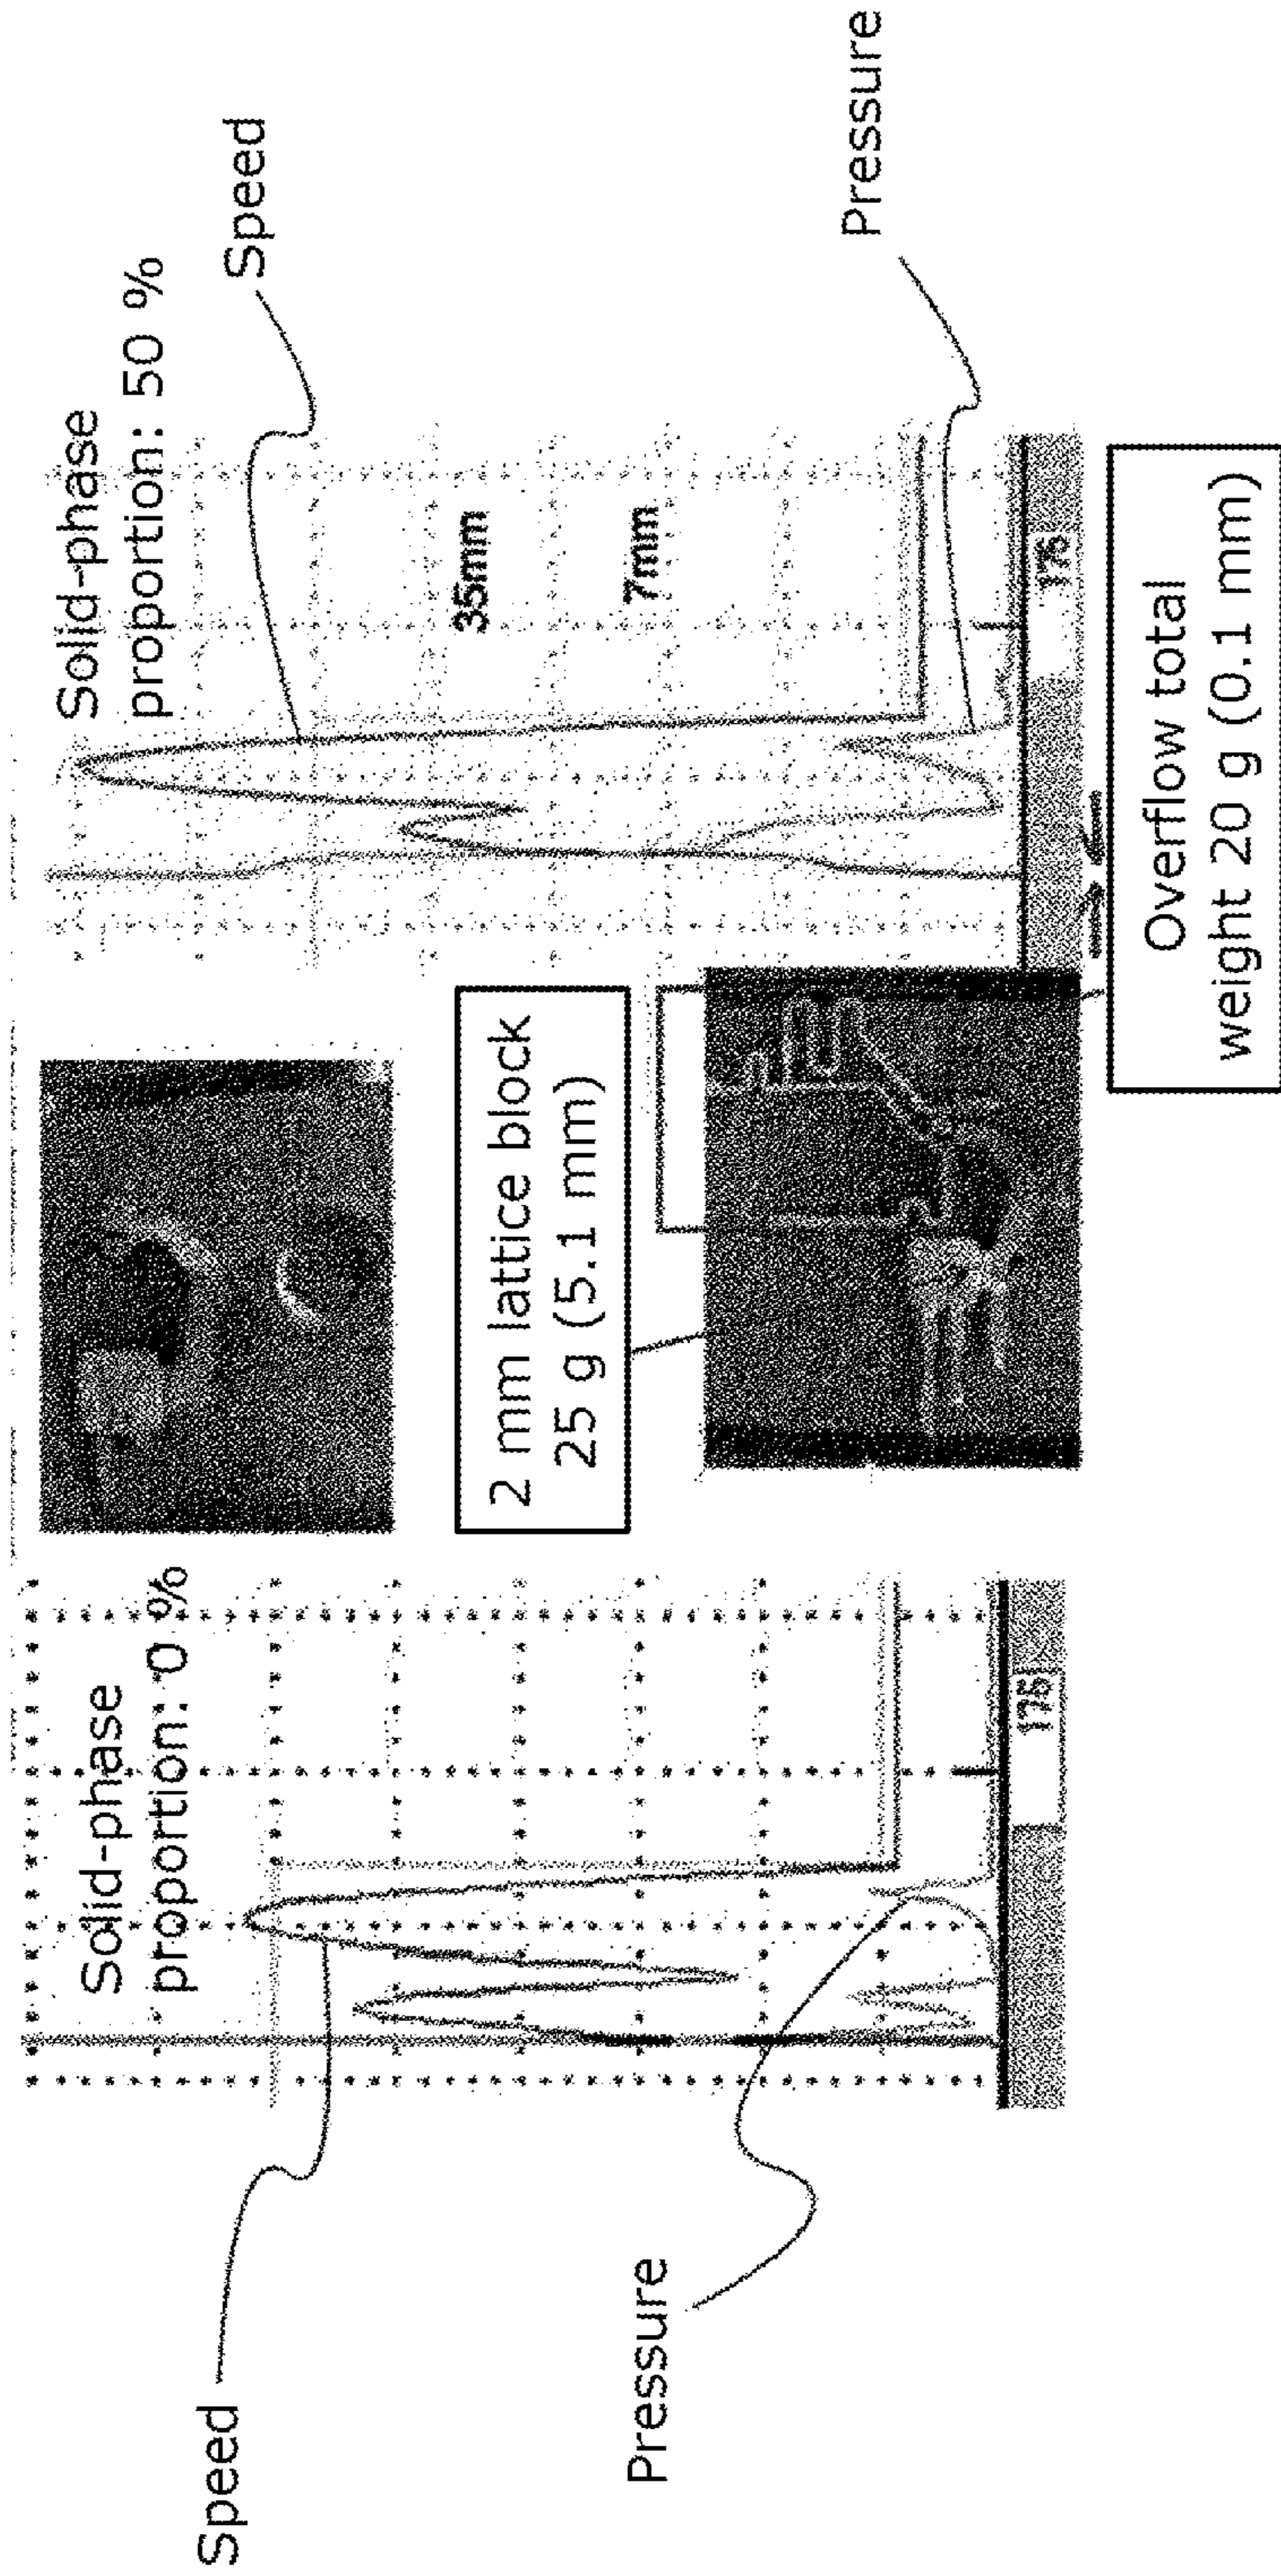 Solid-phase
proportion: 0 %
Speed
Pressure
175
2 mm lattice block
25 g (5.1 mm)
Solid-phase
proportion: 50 %
Speed
35mm
7mm
Pressure
175
Overflow total
weight 20 g (0.1 mm)